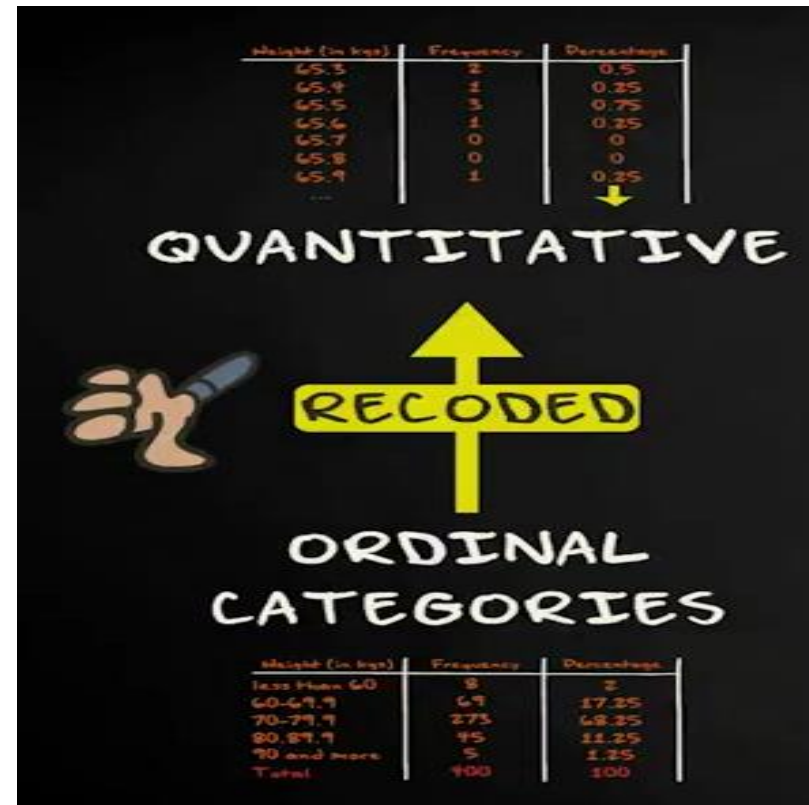 Weight (in kgs) Frequency Percentage
65.3 2 0.5
65.4 1 0.25
65.5 3 0.75
65.6 1 0.25
65.7 0 0
65.8 0 0
65.9 1 0.25
...
QUANTITATIVE
RECODED
ORDINAL
CATEGORIES
Weight (in kgs) Frequency Percentage
less than 60 8 2
60-69.9 69 17.25
70-79.9 273 68.25
80.89.9 45 11.25
90 and more 5 1.25
Total 400 100